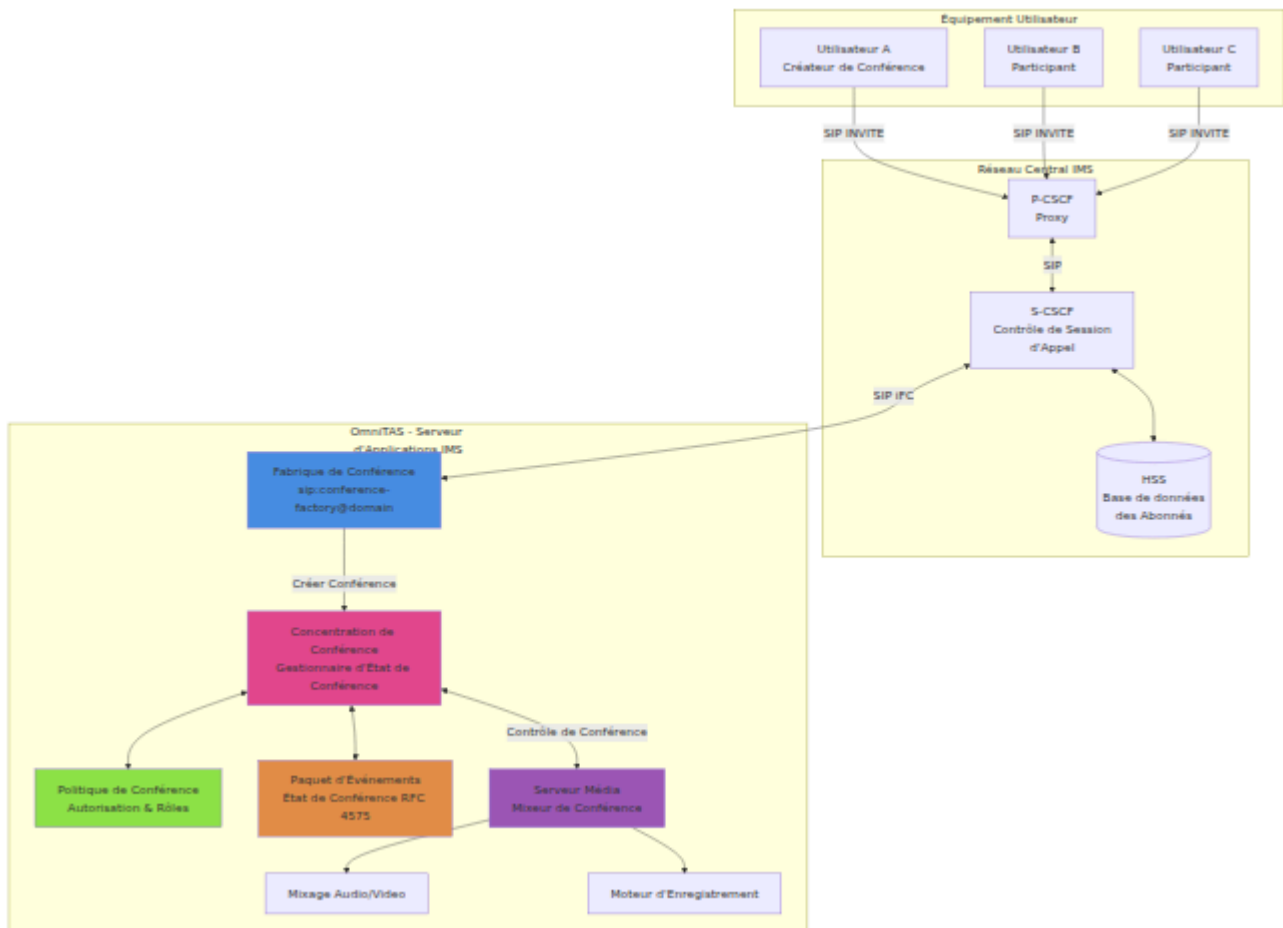 Équipement Utilisateur
Utilisateur A
Créateur de Conférence
Utilisateur B
Participant
Utilisateur C
Participant
SIP INVITE
SIP INVITE
SIP INVITE
Réseau Central IMS
P-CSCF
Proxy
SIP
S-CSCF
Contrôle de Session
d'Appel
SIP iFC
HSS
Base de données
des Abonnés
OmniTAS - Serveur
d'Applications IMS
Fabrique de Conférence
sip:conference-
factory@domain
Créer Conférence
Concentration de
Conférence
Gestionnaire d'État de
Conférence
Contrôle de Conférence
Politique de Conférence
Autorisation & Rôles
Paquet d'Événements
État de Conférence RFC
4575
Serveur Média
Mixeur de Conférence
Mixage Audio/Video
Moteur d'Enregistrement